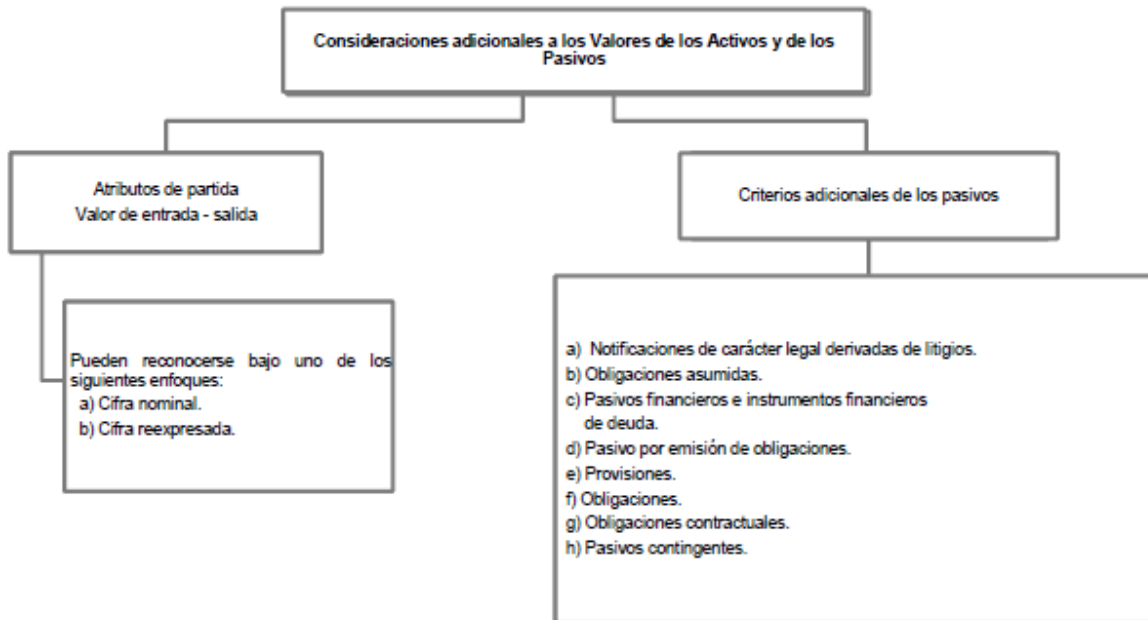 Consideraciones adicionales a los Valores de los Activos y de los
Pasivos
Atributos de partida
Valor de entrada - salida
Pueden reconocerse bajo uno de los
siguientes enfoques:
a) Cifra nominal.
b) Cifra reexpresada.
Criterios adicionales de los pasivos
a) Notificaciones de carácter legal derivadas de litigios.
b) Obligaciones asumidas.
c) Pasivos financieros e instrumentos financieros
de deuda.
d) Pasivo por emisión de obligaciones.
e) Provisiones.
f) Obligaciones.
g) Obligaciones contractuales.
h) Pasivos contingentes.